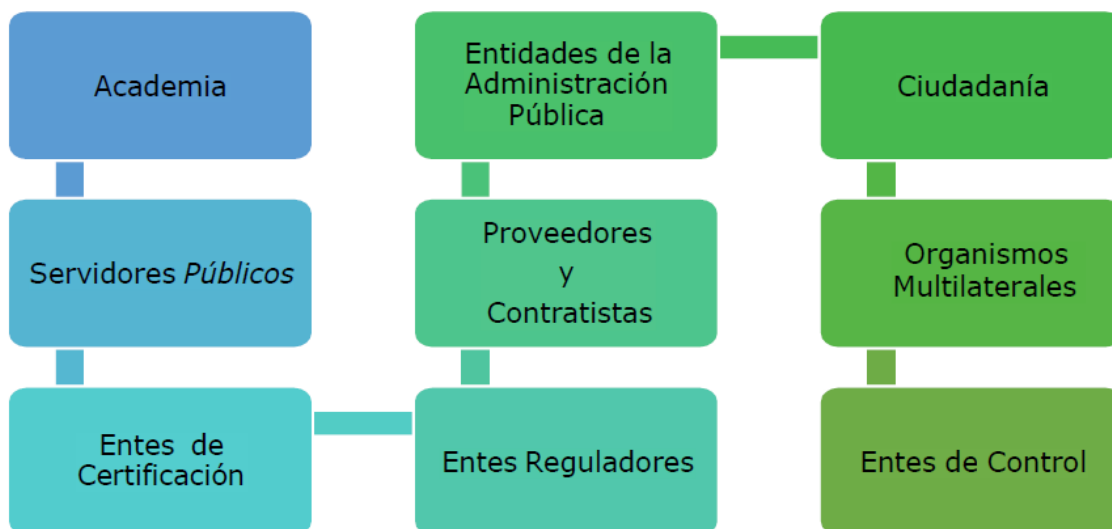 Academia
Servidores Públicos
Entes de
Certificación
Entes Reguladores
Proveedores
y
Contratistas
Entidades de la
Administración
Pública
Ciudadanía
Organismos
Multilaterales
Entes de Control